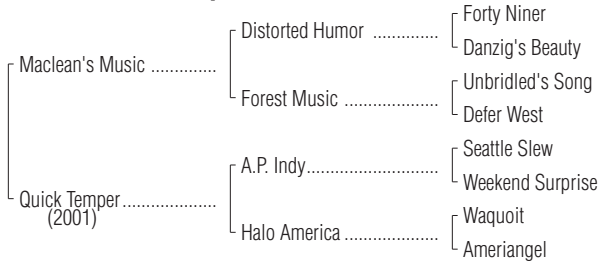 Forty Niner
Distorted Humor ..............
Danzig's Beauty
Maclean's Music ..............
Unbridled's Song
Forest Music ....................
Defer West
Seattle Slew
A.P. Indy............................
Weekend Surprise
Quick Temper....................
(2001)
Waquoit
Halo America ....................
Ameriangel